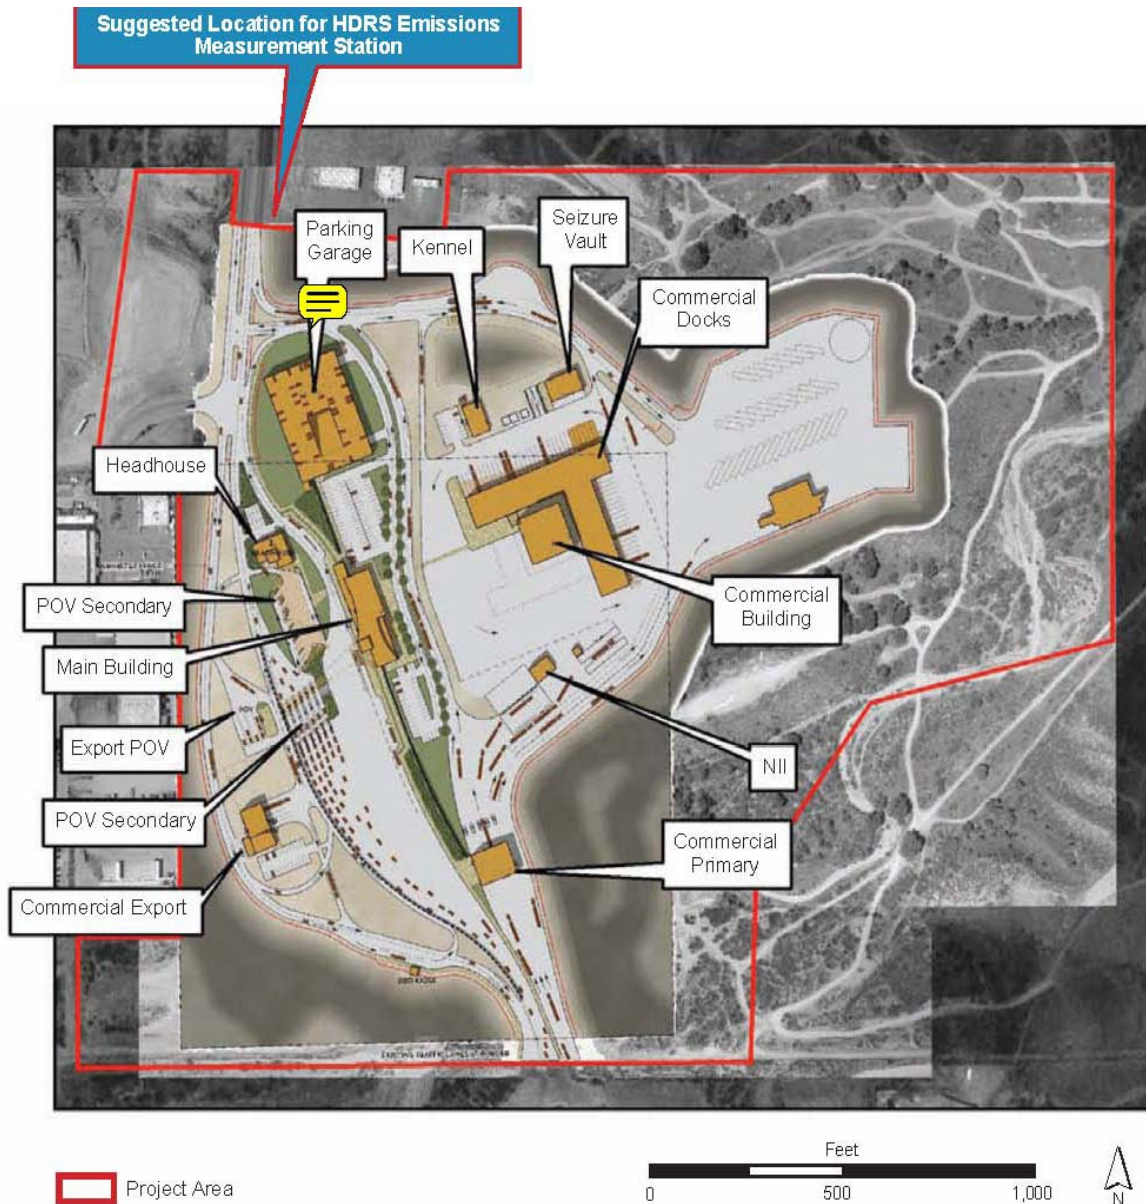 Suggested Location for HDRS Emissions
Measurement Station
Parking
Garage
Kennel
Seizure
Vault
Commercial
Docks
Headhouse
POV Secondary
Main Building
Export POV
POV Secondary
Commercial Export
Commercial
Building
NII
Commercial
Primary
POV
Project Area
Feet
0
500
1,000
N